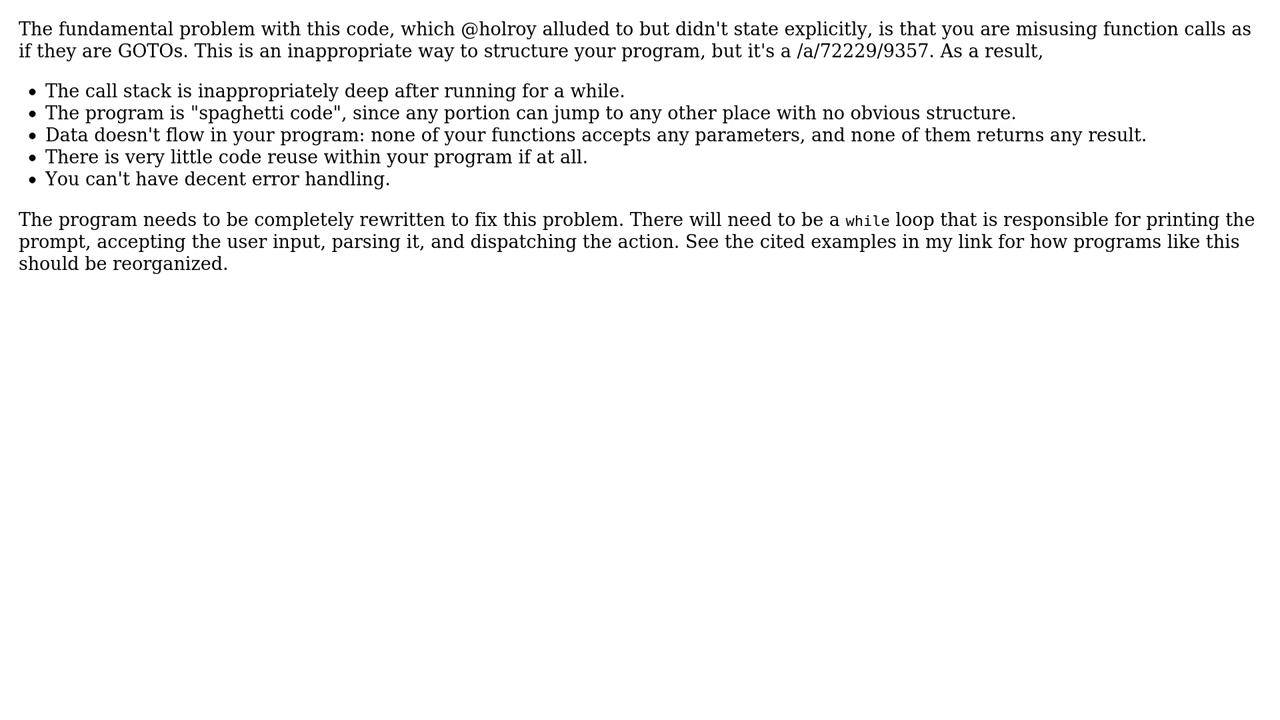 The fundamental problem with this code, which @holroy alluded to but didn't state explicitly, is that you are misusing function calls as
if they are GOTOs. This is an inappropriate way to structure your program, but it's a /a/72229/9357. As a result,
• The call stack is inappropriately deep after running for a while.
• The program is "spaghetti code", since any portion can jump to any other place with no obvious structure.
• Data doesn't flow in your program: none of your functions accepts any parameters, and none of them returns any result.
• There is very little code reuse within your program if at all.
• You can't have decent error handling.
The program needs to be completely rewritten to fix this problem. There will need to be a while loop that is responsible for printing the
prompt, accepting the user input, parsing it, and dispatching the action. See the cited examples in my link for how programs like this
should be reorganized.